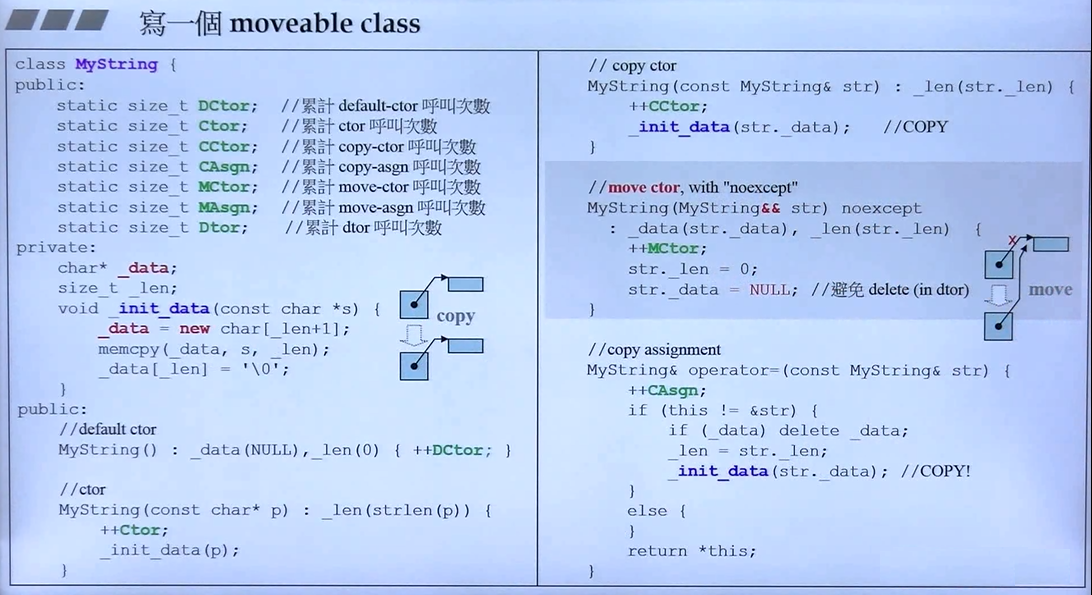 寫一個 moveable class
class MyString {
public:
static size_t DCtor; //累計 default-ctor 呼叫次數
static size_t Ctor; //累計 ctor 呼叫次數
static size_t CCtor; //累計 copy-ctor 呼叫次數
static size_t CAsgn; //累計 copy-asgn 呼叫次數
static size_t MCtor; //累計 move-ctor 呼叫次數
static size_t MAsgn; //累計 move-asgn 呼叫次數
static size_t Dtor; //累計 dtor 呼叫次數
private:
char* _data;
size_t _len;
void _init_data(const char *s) {
_data = new char[_len+1];
memcpy(_data, s, _len);
_data[_len] = '\0';
}
copy
public:
//default ctor
MyString() : _data(NULL),_len(0) { ++DCtor; }
//ctor
MyString(const char* p) : _len(strlen(p)) {
++Ctor;
_init_data(p);
}
// copy ctor
MyString(const MyString& str) : _len(str._len) {
++CCtor;
_init_data(str._data); //COPY
}
//move ctor, with "noexcept"
MyString(MyString&& str) noexcept
: _data(str._data), _len(str._len) {
++MCtor;
str._len = 0;
str._data = NULL; //避免 delete (in dtor)
}
x
move
//copy assignment
MyString& operator=(const MyString& str) {
++CAsgn;
if (this != &str) {
if (_data) delete _data;
_len = str._len;
_init_data(str._data); //COPY!
}
else {
}
return *this;
}